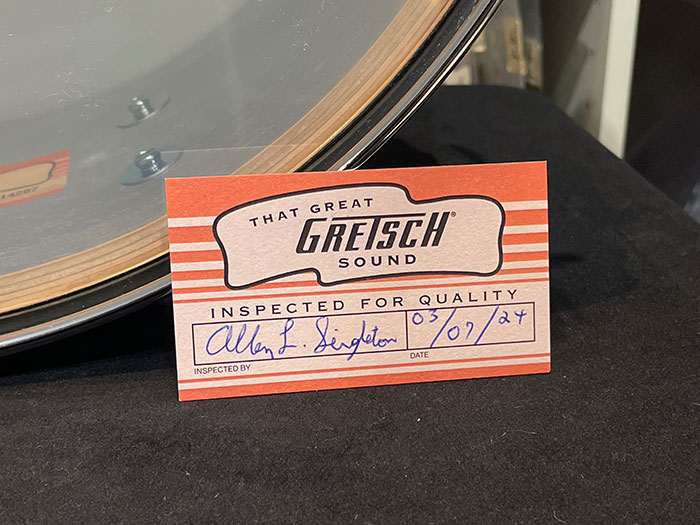 THAT GREAT
GRETSCH®
SOUND
INSPECTED FOR QUALITY
Allen L. Singleton 03/07/24
INSPECTED BY DATE